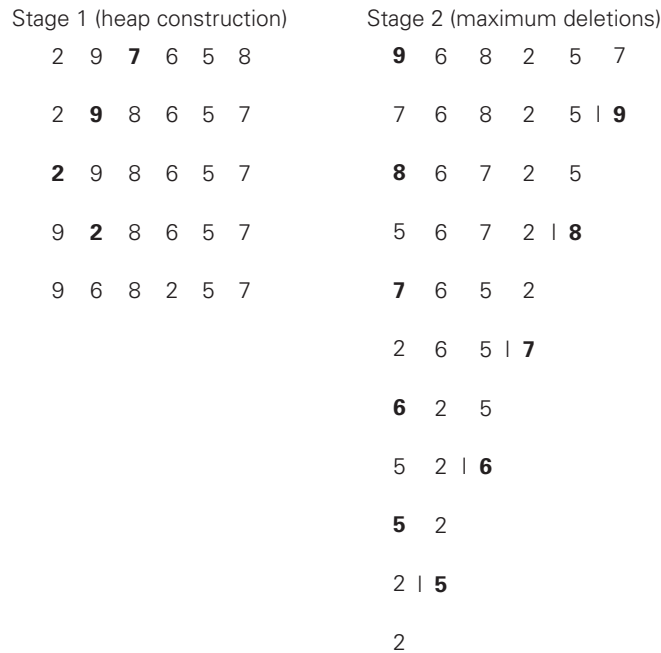 Stage 1 (heap construction)
2 9 7 6 5 8
2 9 8 6 5 7
2 9 8 6 5 7
9 2 8 6 5 7
9 6 8 2 5 7
Stage 2 (maximum deletions)
9 6 8 2 5 7
7 6 8 2 5 | 9
8 6 7 2 5
5 6 7 2 | 8
7 6 5 2
2 6 5 | 7
6 2 5
5 2 | 6
5 2
2 | 5
2